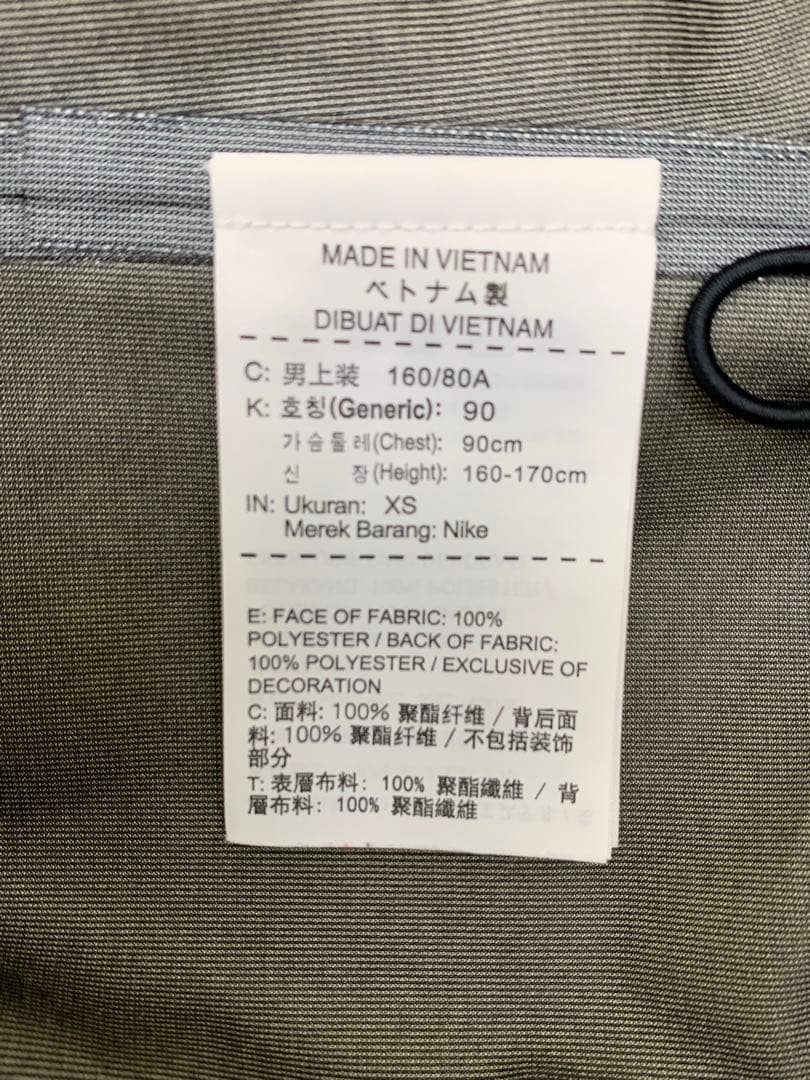 MADE IN VIETNAM
ベトナム製
DIBUAT DI VIETNAM
C: 男上装 160/80A
K: 호칭(Generic): 90
가슴둘레(Chest): 90cm
신 장(Height): 160-170cm
IN: Ukuran: XS
Merek Barang: Nike
E: FACE OF FABRIC: 100%
POLYESTER / BACK OF FABRIC:
100% POLYESTER / EXCLUSIVE OF
DECORATION
C: 面料: 100% 聚酯纤维 / 背后面
料: 100% 聚酯纤维 / 不包括装饰
部分
T: 表層布料: 100% 聚酯纖維 / 背
層布料: 100% 聚酯纖維